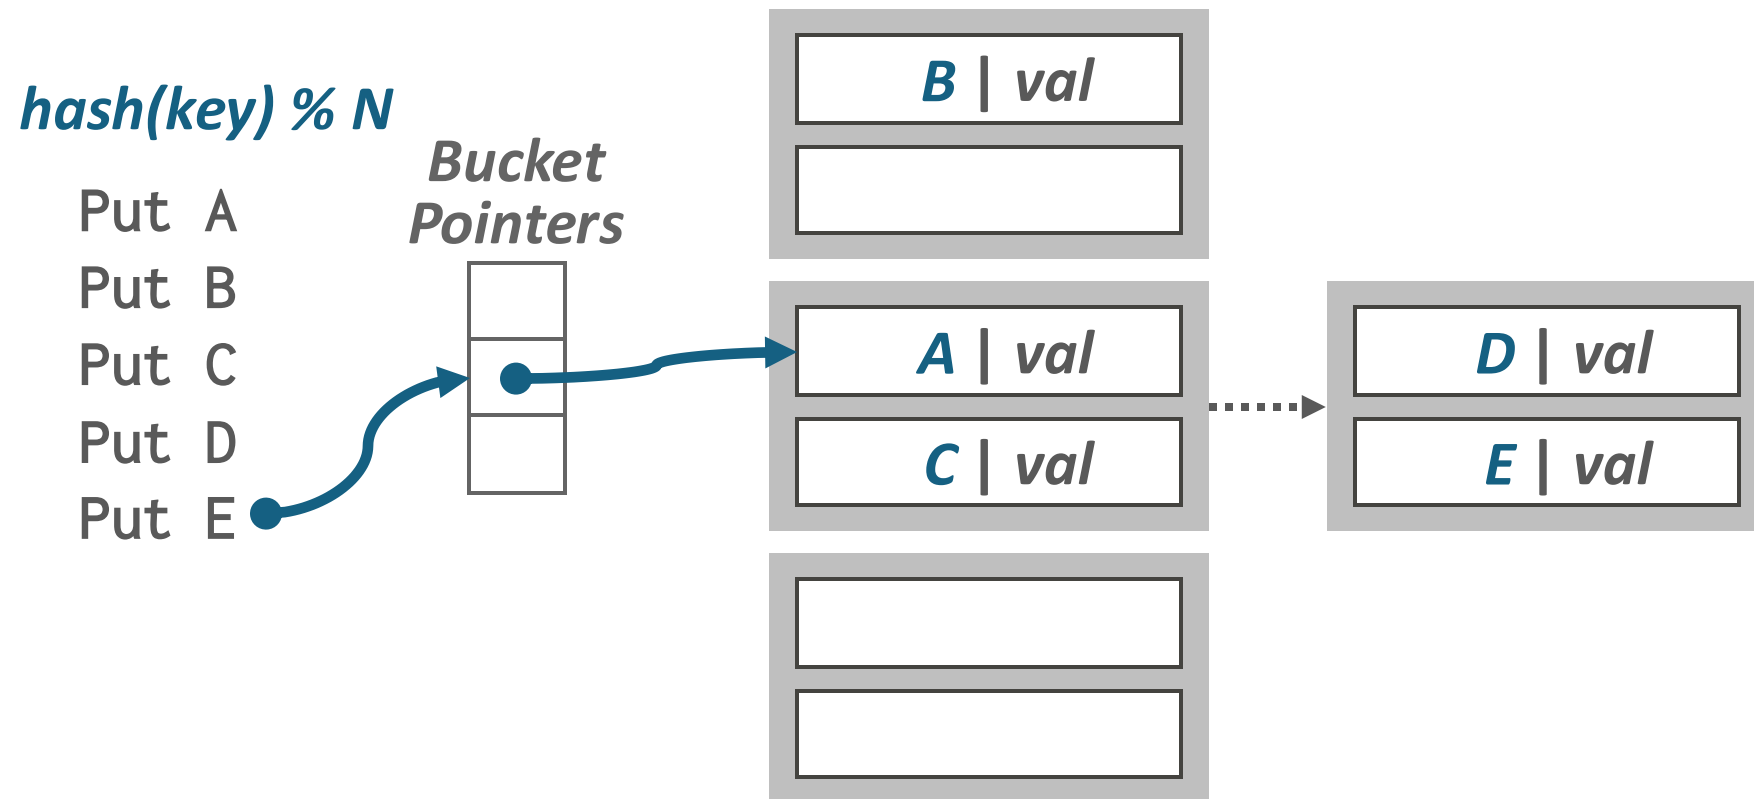 hash(key) % N
Put A
Put B
Put C
Put D
Put E
Bucket
Pointers
B | val
A | val
C | val
D | val
E | val